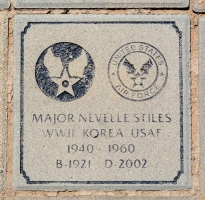 UNITED STATES
AIR FORCE
MAJOR NEVELLE STILES
WWII KOREA USAF
1940 - 1960
B-1921 D-2002